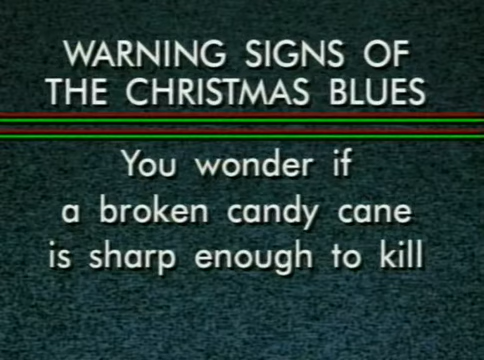 WARNING SIGNS OF
THE CHRISTMAS BLUES
You wonder if
a broken candy cane
is sharp enough to kill